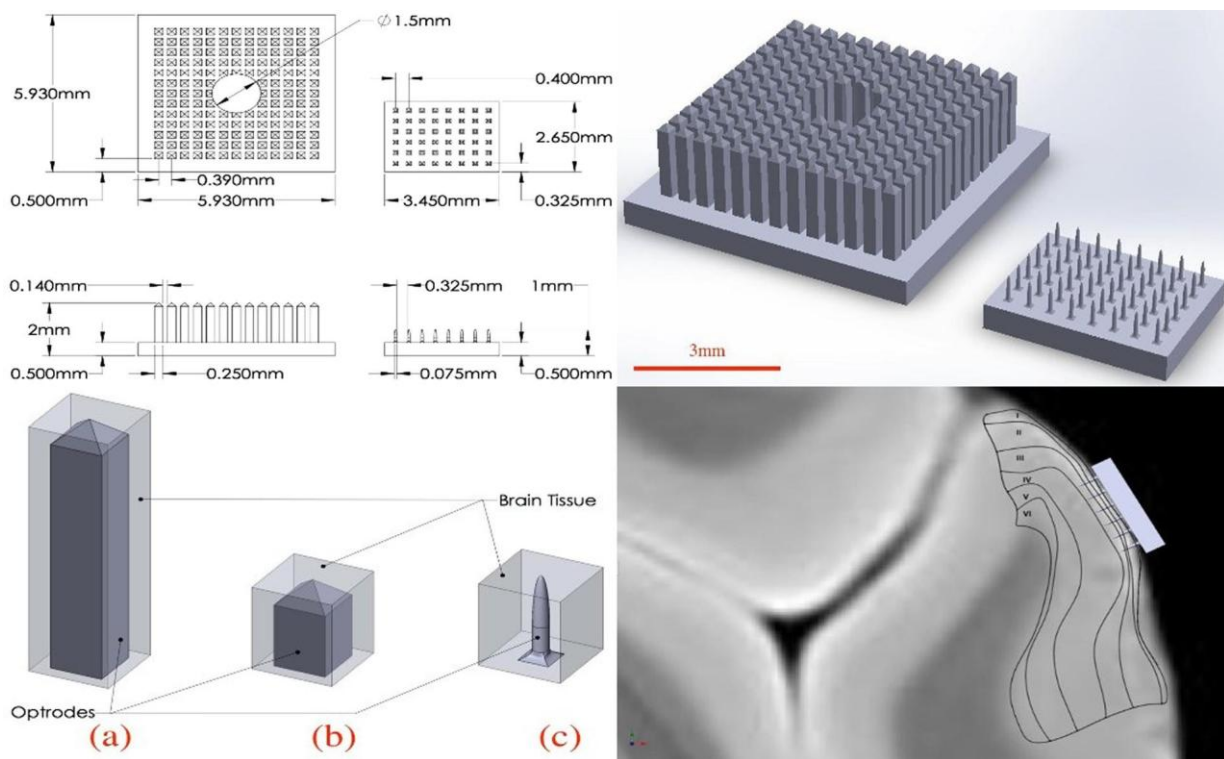 Ø 1.5mm
5.930mm
0.400mm
2.650mm
0.390mm
0.500mm
5.930mm
3.450mm
0.325mm
0.140mm
0.325mm
1mm
2mm
0.500mm
0.250mm
0.075mm
0.500mm
3mm
Brain Tissue
Optrodes
(a)
(b)
(c)
I
II
III
IV
V
VI